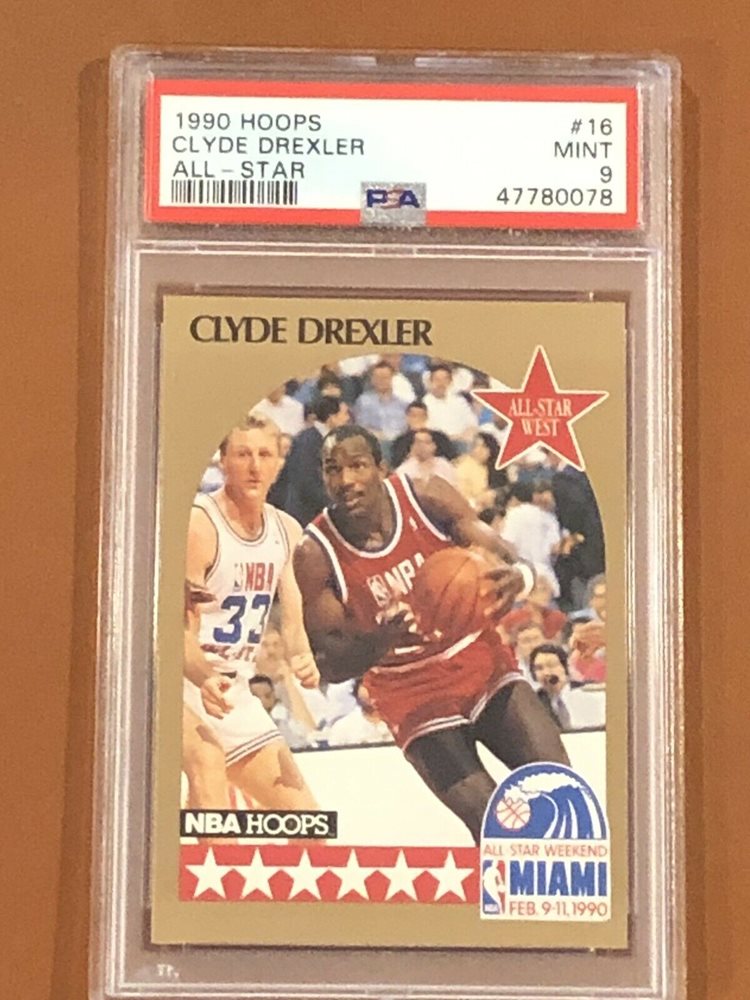 1990 HOOPS #16
CLYDE DREXLER MINT
ALL-STAR 9
PSA 47780078
CLYDE DREXLER
ALL-STAR
WEST
NBA
33
NBA
NBA HOOPS
ALL STAR WEEKEND
MIAMI
NBA
FEB. 9-11, 1990